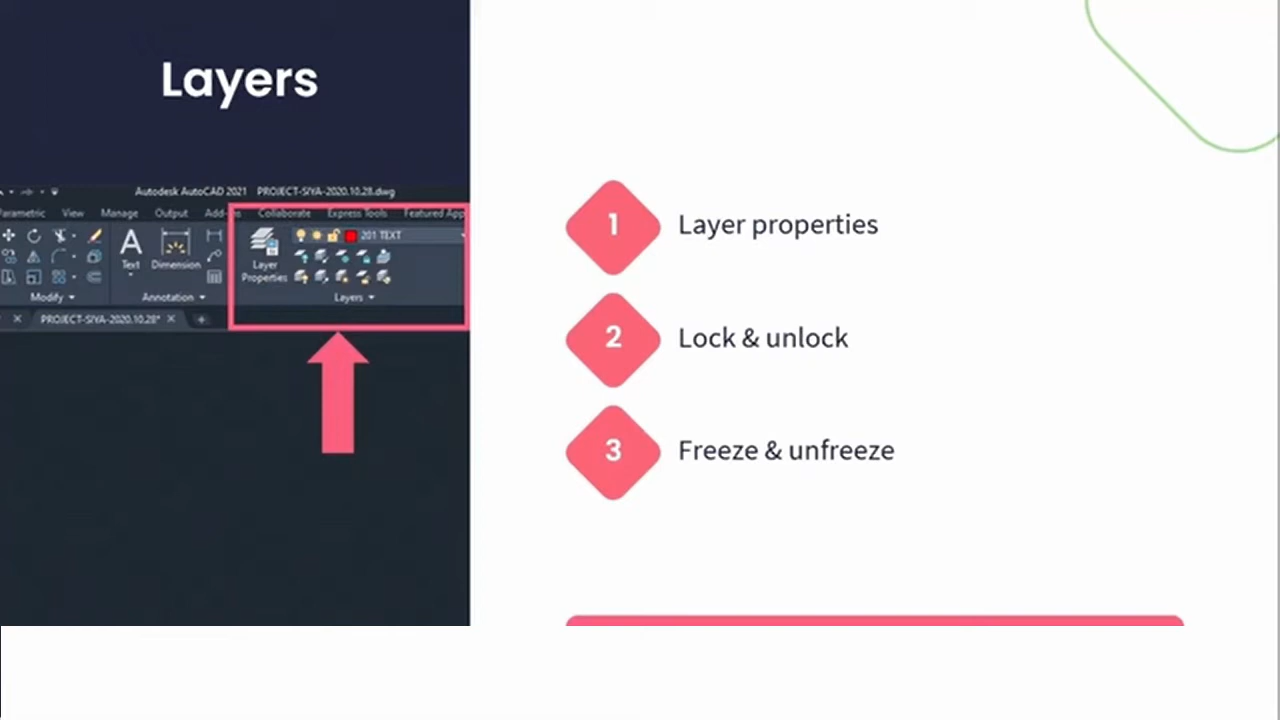 Layers
Autodesk AutoCAD 2021 PROJECT-SIYA-2020.10.28.dwg
Parametric View Manage Output Collaborate Express Tools Featured App
201 TEXT
Text Dimension Layer
Properties
Modify Annotation Layers
PROJECT-SIYA-2020.10.28*
1 Layer properties
2 Lock & unlock
3 Freeze & unfreeze